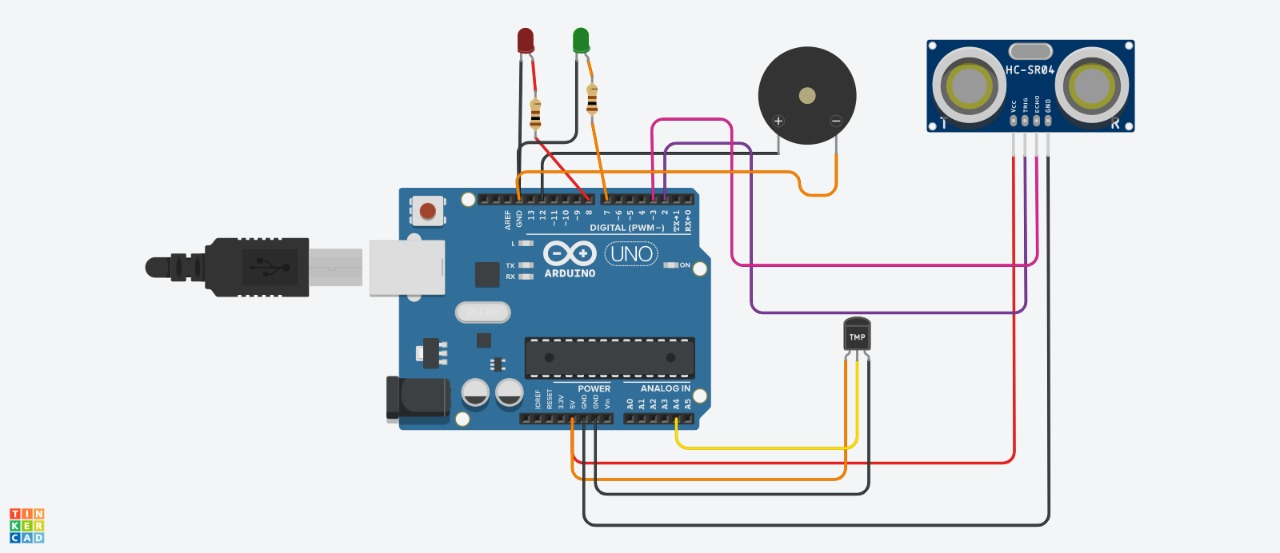 HC-SR04
VCC
TRIG
ECHO
GND
T
R
+
−
AREF
GND
13
12
~11
~10
~9
8
7
~6
~5
4
~3
2
TX→1
RX←0
DIGITAL (PWM~)
L
TX
RX
ARDUINO
UNO
ON
TMP
POWER
ANALOG IN
IOREF
RESET
3.3V
5V
GND
GND
Vin
A0
A1
A2
A3
A4
A5
TIN
KER
CAD